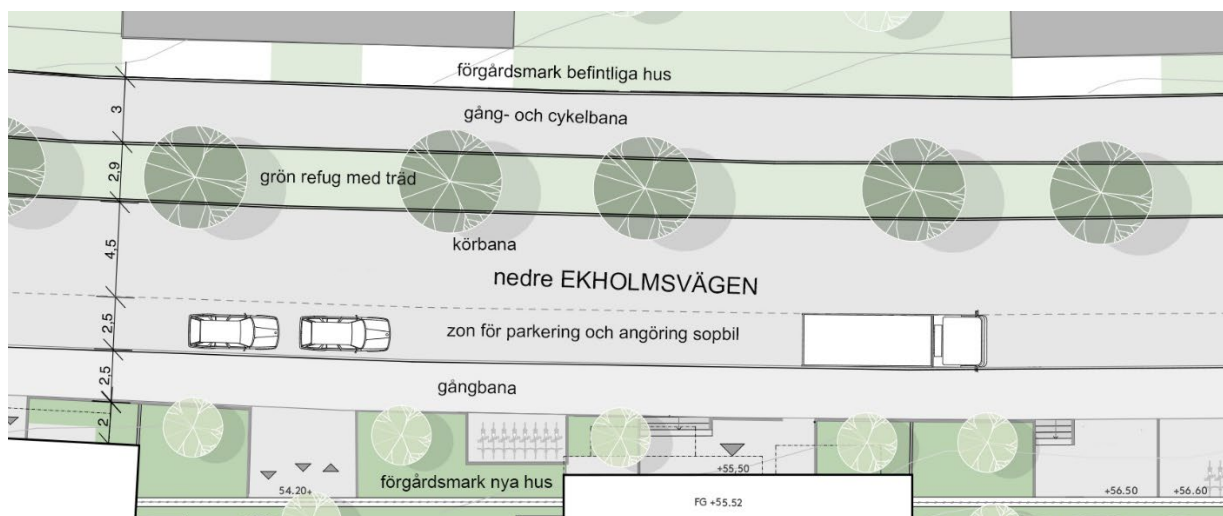 förgårdsmark befintliga hus
3
gång- och cykelbana
2,9
grön refug med träd
4,5
körbana
nedre EKHOLMSVÄGEN
2,5
zon för parkering och angöring sopbil
2,5
gångbana
2
+55,50
förgårdsmark nya hus
54.20+
+56.50
+56.60
FG +55.52